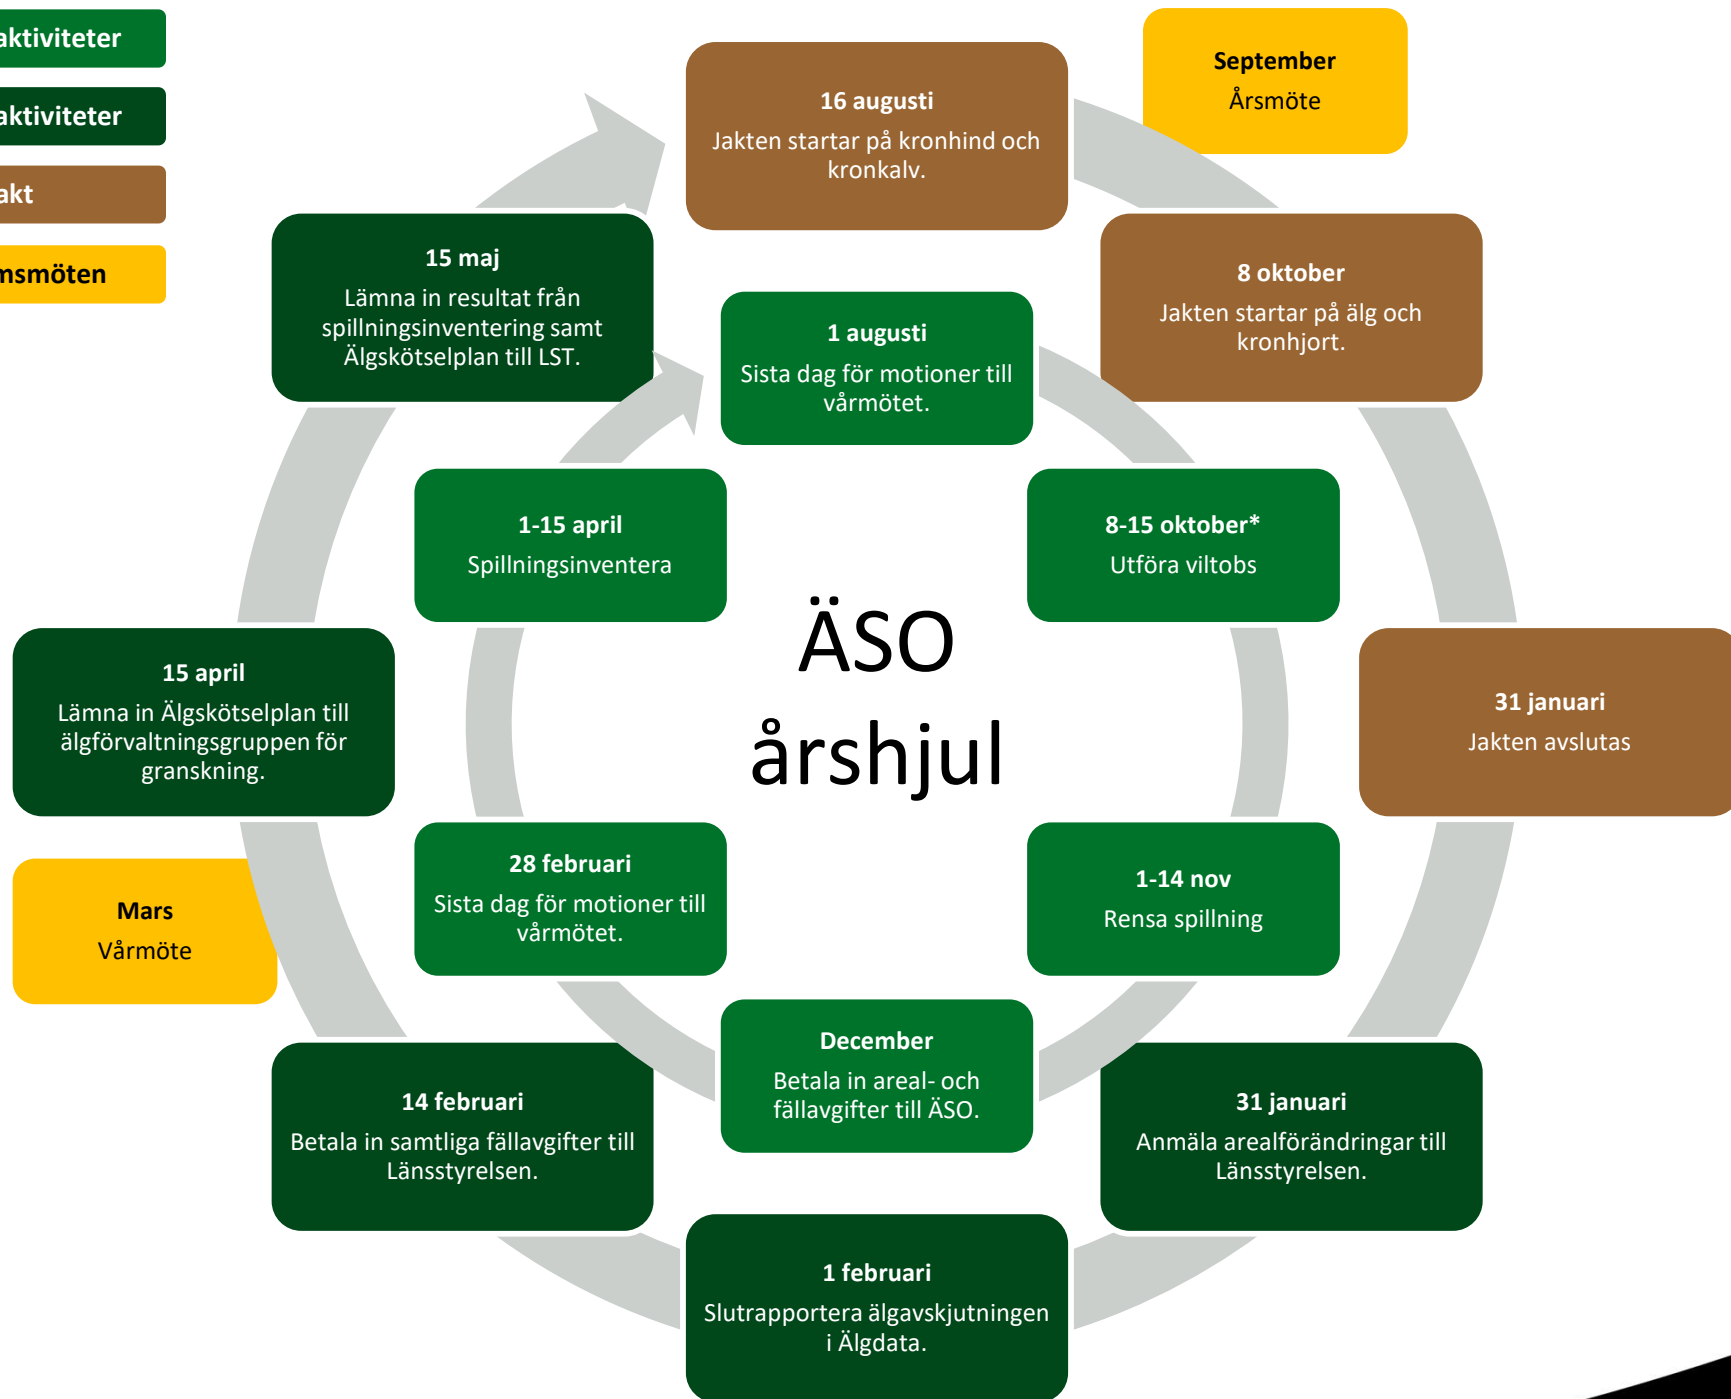 aktiviteter
aktiviteter
akt
msmöten
September
Årsmöte
16 augusti
Jakten startar på kronhind och
kronkalv.
8 oktober
Jakten startar på älg och
kronhjort.
15 maj
Lämna in resultat från
spillningsinventering samt
Älgskötselplan till LST.
1 augusti
Sista dag för motioner till
vårmötet.
1-15 april
Spillningsinventera
8-15 oktober*
Utföra viltobs
ÄSO
årshjul
15 april
Lämna in Älgskötselplan till
älgförvaltningsgruppen för
granskning.
31 januari
Jakten avslutas
28 februari
Sista dag för motioner till
vårmötet.
1-14 nov
Rensa spillning
Mars
Vårmöte
December
Betala in areal- och
fällavgifter till ÄSO.
14 februari
Betala in samtliga fällavgifter till
Länsstyrelsen.
31 januari
Anmäla arealförändringar till
Länsstyrelsen.
1 februari
Slutrapportera älgavskjutningen
i Älgdata.